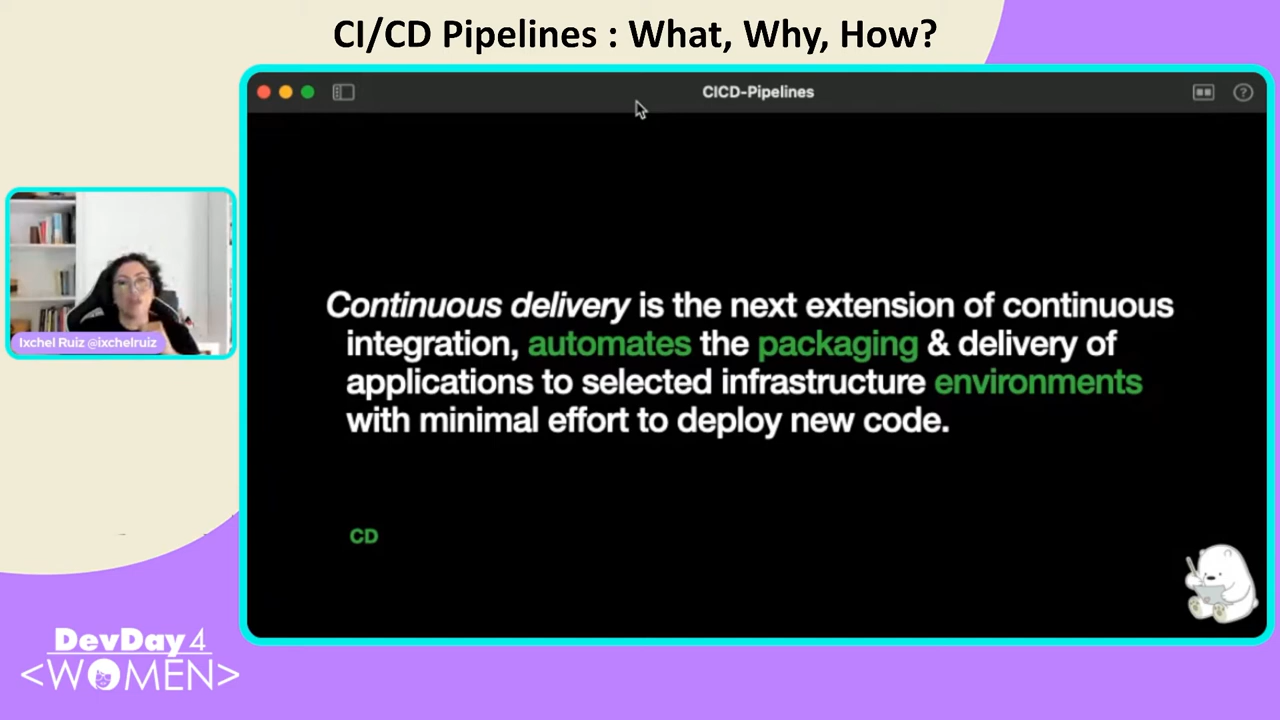 CI/CD Pipelines : What, Why, How?
CICD-Pipelines
Continuous delivery is the next extension of continuous
integration, automates the packaging & delivery of
applications to selected infrastructure environments
with minimal effort to deploy new code.
CD
Ixchel Ruiz @ixchelruiz
DevDay4
<WOMEN>